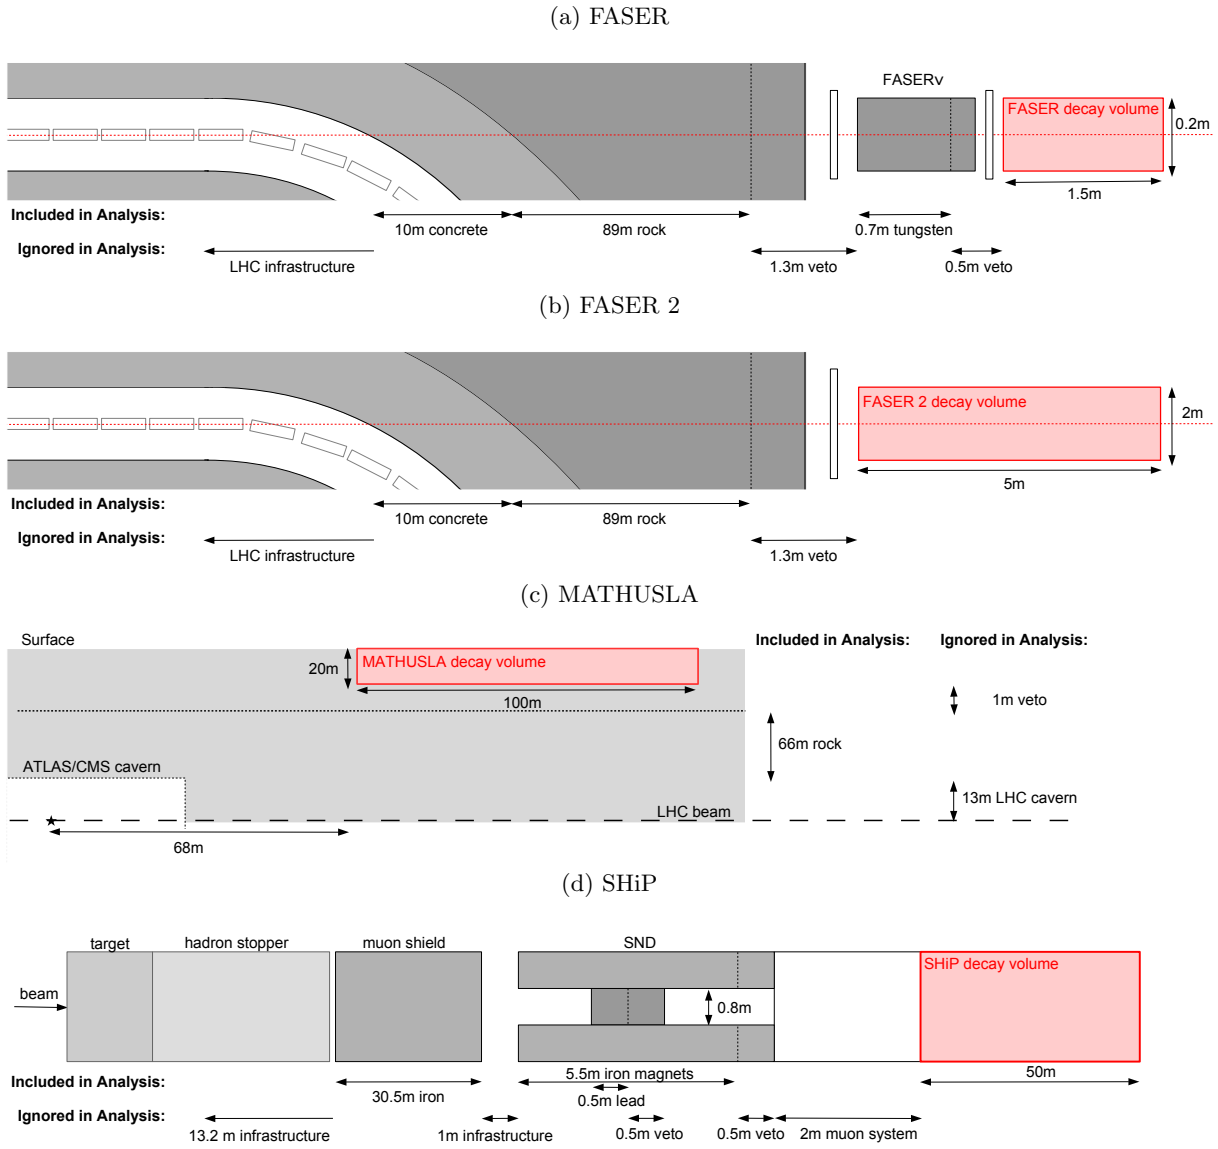 (a) FASER
FASERν
FASER decay volume
0.2m
1.5m
Included in Analysis:
10m concrete
89m rock
0.7m tungsten
Ignored in Analysis:
LHC infrastructure
1.3m veto
0.5m veto
(b) FASER 2
FASER 2 decay volume
2m
5m
Included in Analysis:
10m concrete
89m rock
Ignored in Analysis:
LHC infrastructure
1.3m veto
(c) MATHUSLA
Surface
Included in Analysis:
Ignored in Analysis:
MATHUSLA decay volume
20m
100m
1m veto
66m rock
ATLAS/CMS cavern
13m LHC cavern
LHC beam
68m
(d) SHiP
target
hadron stopper
muon shield
SND
SHiP decay volume
beam
0.8m
Included in Analysis:
30.5m iron
5.5m iron magnets
0.5m lead
50m
Ignored in Analysis:
13.2 m infrastructure
1m infrastructure
0.5m veto
0.5m veto
2m muon system